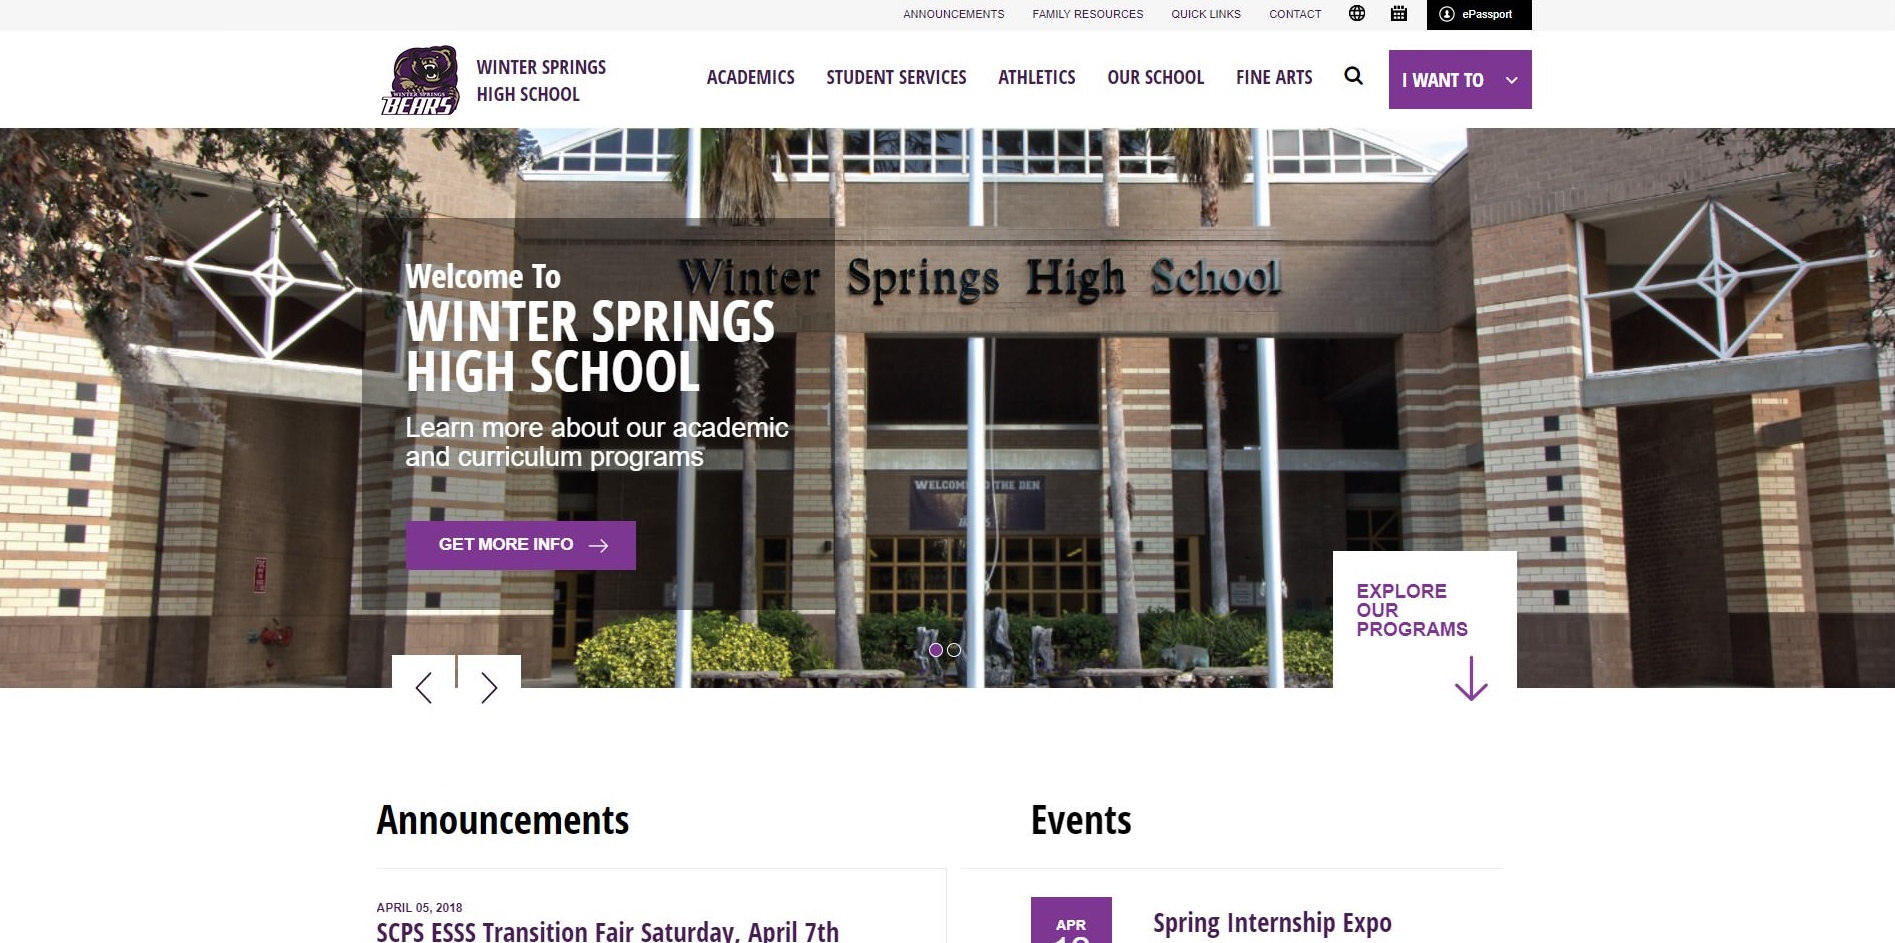 ANNOUNCEMENTS FAMILY RESOURCES QUICK LINKS CONTACT ePassport
WINTER SPRINGS
BEARS
WINTER SPRINGS
HIGH SCHOOL
ACADEMICS STUDENT SERVICES ATHLETICS OUR SCHOOL FINE ARTS
I WANT TO
Winter Springs High School
Welcome To
WINTER SPRINGS
HIGH SCHOOL
Learn more about our academic
and curriculum programs
GET MORE INFO
WELCOME TO THE DEN
BEARS
EXPLORE
OUR
PROGRAMS
Announcements
APRIL 05, 2018
SCPS ESSS Transition Fair Saturday, April 7th
Events
APR
Spring Internship Expo